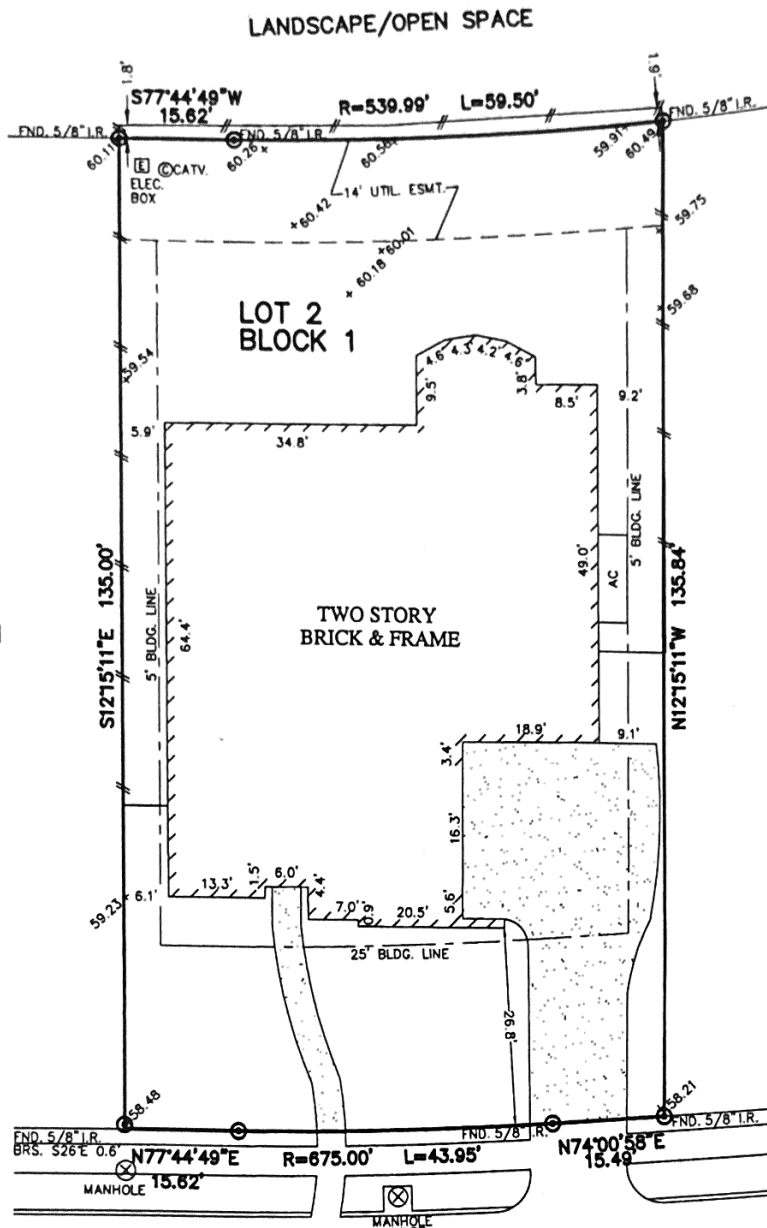 LANDSCAPE/OPEN SPACE
1.8'
1.9'
S77°44'49"W
15.62'
R=539.99'
L=59.50'
FND. 5/8" I.R.
FND. 5/8" I.R.
FND. 5/8" I.R.
60.11
60.26
60.56
59.91
60.49
E
ELEC.
BOX
©CATV.
14' UTIL. ESMT.
60.42
60.01
60.18
59.75
59.68
LOT 2
BLOCK 1
59.54
4.6'
4.3'
4.2'
4.6'
9.5'
3.8'
8.5'
9.2'
5.9'
34.8'
5' BLDG. LINE
49.0'
AC
S12°15'11"E 135.00'
5' BLDG. LINE
64.4'
TWO STORY
BRICK & FRAME
N12°15'11"W 135.84'
18.9'
9.1'
3.4'
16.3'
5.6'
59.23
6.1'
13.3'
1.5'
6.0'
4.4'
7.0'
0.9'
20.5'
25' BLDG. LINE
26.8'
58.48
58.21
FND. 5/8" I.R.
BRS. S26°E 0.6'
FND. 5/8" I.R.
FND. 5/8" I.R.
N77°44'49"E
15.62'
R=675.00'
L=43.95'
N74°00'58"E
15.49'
MANHOLE
MANHOLE